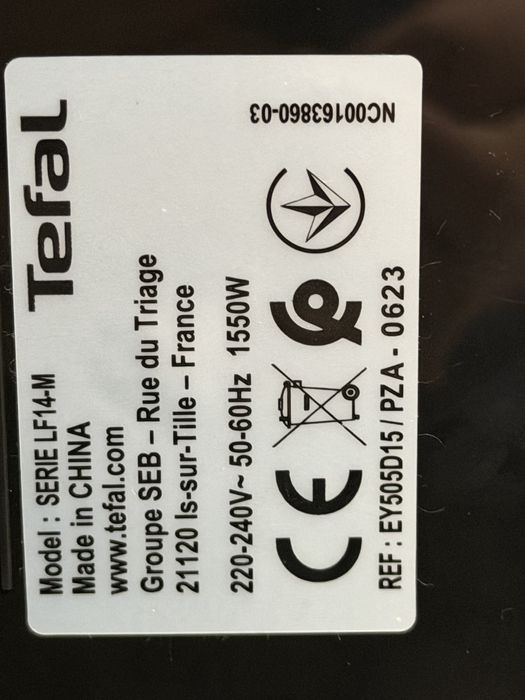 Tefal
Model : SERIE LF14-M
Made in CHINA
www.tefal.com
Groupe SEB – Rue du Triage
21120 Is-sur-Tille – France
220-240V~ 50-60Hz 1550W
CE
REF : EY505D15 / PZA - 0623
NC00163860-03